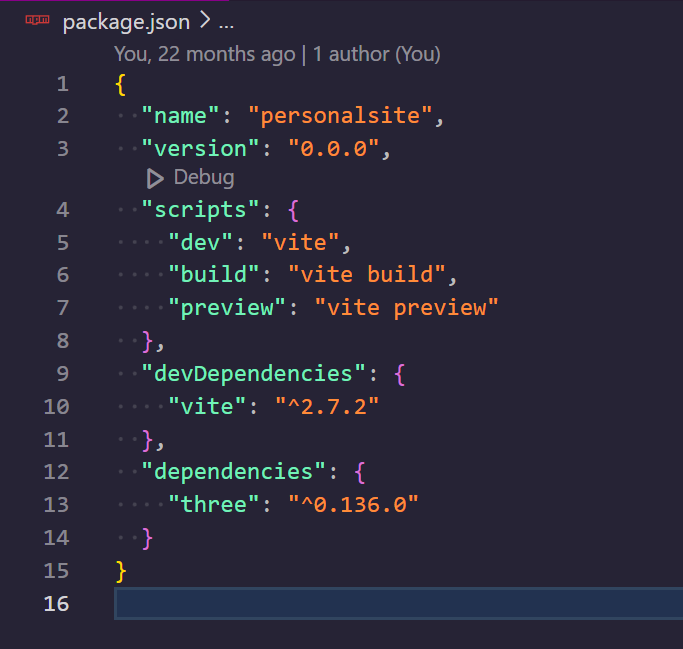 npm package.json > ...
You, 22 months ago | 1 author (You)
1 {
2 "name": "personalsite",
3 "version": "0.0.0",
Debug
4 "scripts": {
5 "dev": "vite",
6 "build": "vite build",
7 "preview": "vite preview"
8 },
9 "devDependencies": {
10 "vite": "^2.7.2"
11 },
12 "dependencies": {
13 "three": "^0.136.0"
14 }
15 }
16